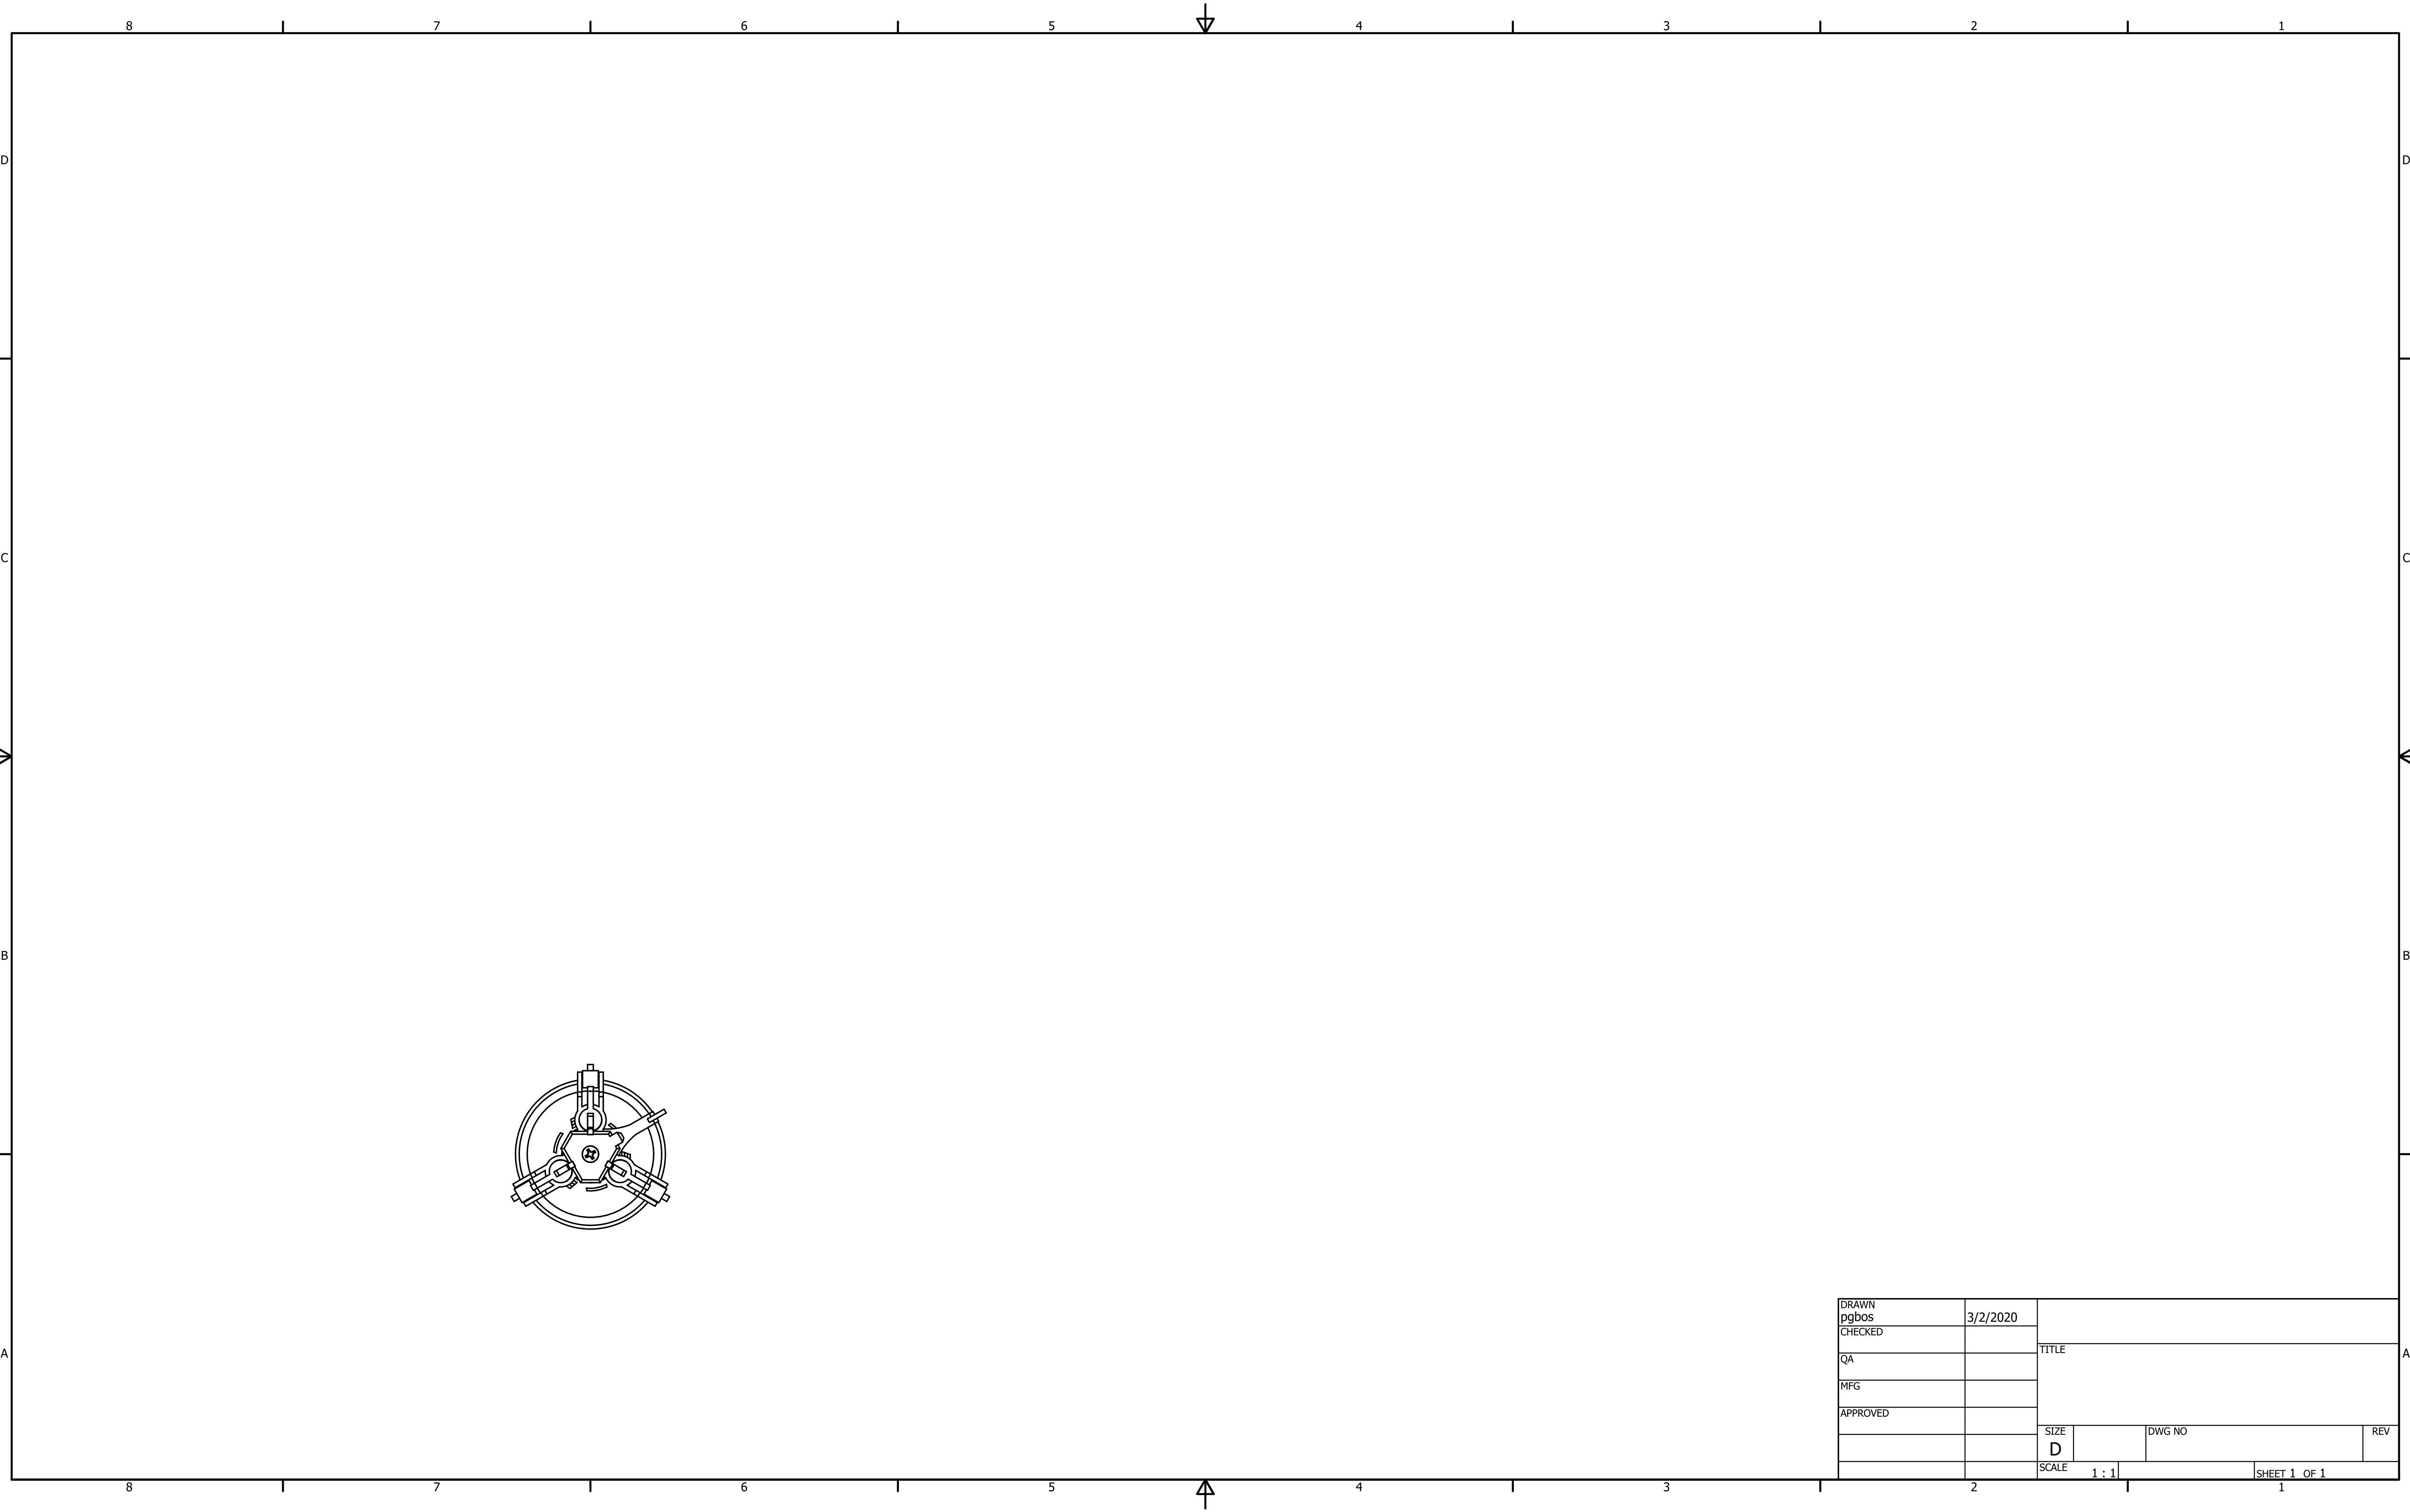 8 7 6 5 4 3 2 1
D D
C C
B B
A A
DRAWN
pgbos 3/2/2020
CHECKED
TITLE
QA
MFG
APPROVED
SIZE DWG NO REV
D
SCALE 1 : 1 SHEET 1 OF 1
8 7 6 5 4 3 2 1